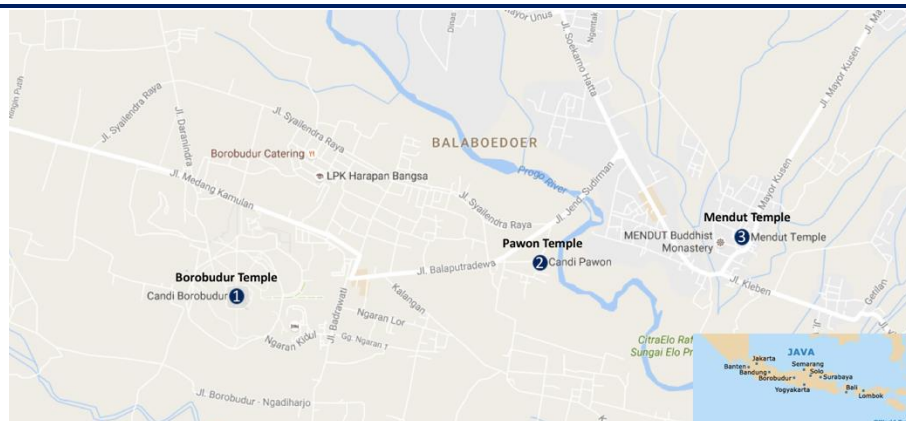 Mayor Unus
Jl. Ma
Dinas
Ngentak
Jl. Soekarno Hatta
Jl. Mayor Kusen
Jl. Syailendra Raya
Jl. Daranindra
Jl. Syailendra Raya
BALABOEDOER
Borobudur Catering
LPK Harapan Bangsa
Progo River
Jl. Jend. Sudirman
Mayor Kusen
Jl. Medang Kamulan
Jl. Syailendra Raya
Mendut Temple
MENDUT Buddhist
Monastery
3
Mendut Temple
Pawon Temple
2
Candi Pawon
Borobudur Temple
Candi Borobudur
1
Jl. Balaputradewa
Jl. Kleben
Kalangan
Jl. Badrawati
Ngaran Lor
Ngaran Kidul
Gg. Ngaran 1
CitraElo Raf
Sungai Elo Pr
Jl. Borobudur - Ngadiharjo
JAVA
Jakarta
Semarang
Banten
Solo
Bandung
Surabaya
Borobudur
Yogyakarta
Bali
Lombok